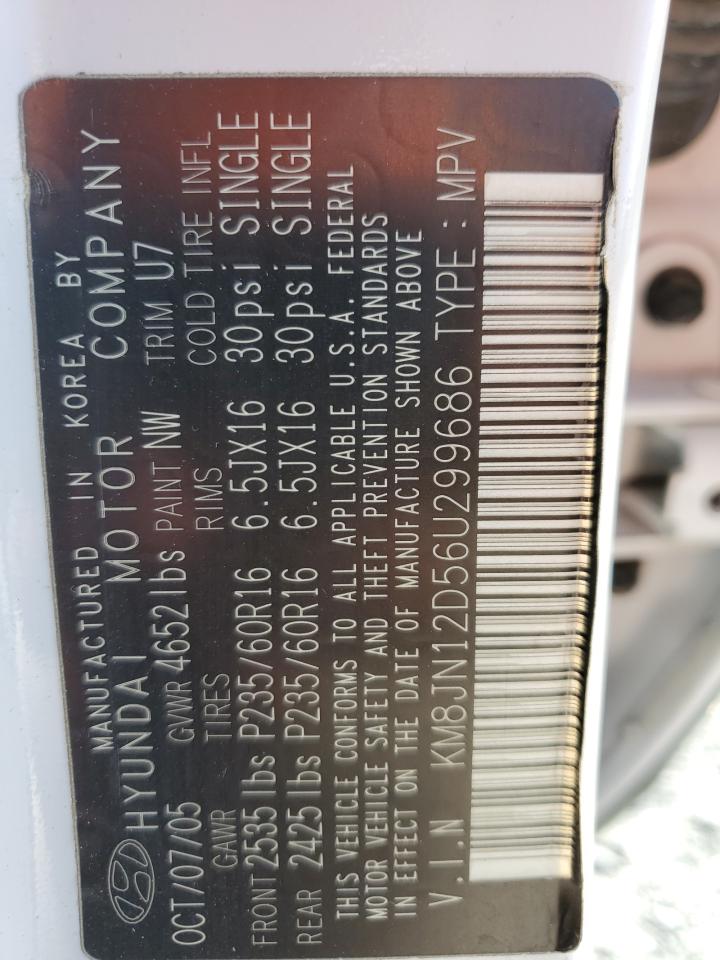 MANUFACTURED IN KOREA BY
HYUNDAI MOTOR COMPANY
OCT/07/05 GVWR 4652lbs PAINT NW TRIM U7
GAWR TIRES RIMS COLD TIRE INFL
FRONT 2535 lbs P235/60R16 6.5JX16 30psi SINGLE
REAR 2425 lbs P235/60R16 6.5JX16 30psi SINGLE
THIS VEHICLE CONFORMS TO ALL APPLICABLE U.S.A. FEDERAL
MOTOR VEHICLE SAFETY AND THEFT PREVENTION STANDARDS
IN EFFECT ON THE DATE OF MANUFACTURE SHOWN ABOVE
V.I.N KM8JN12D56U299686 TYPE : MPV